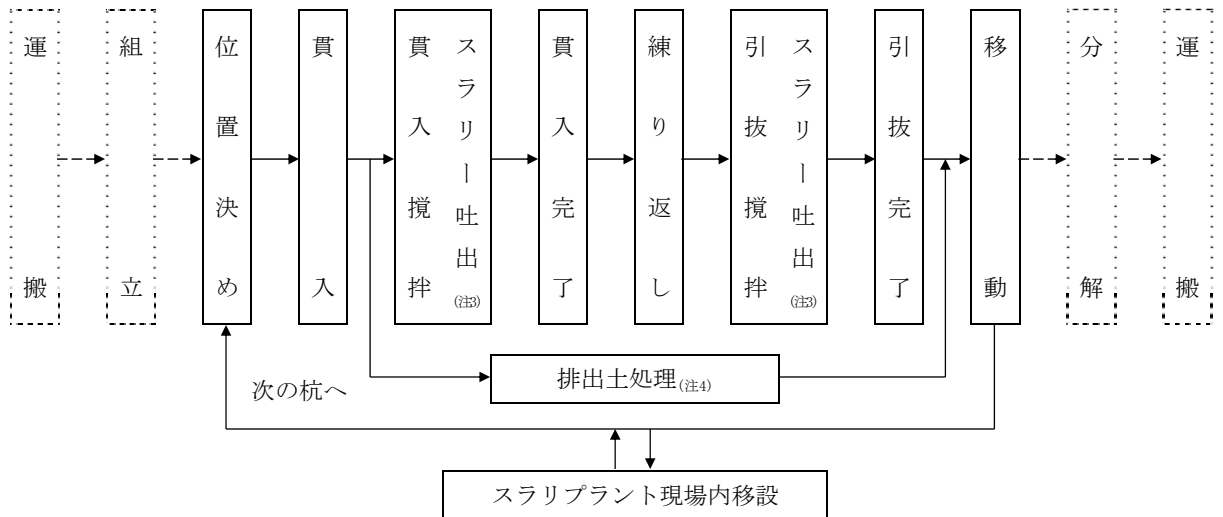 運搬
組立
位置決め
貫入
スラリー吐出(注3)
貫入撹拌
貫入完了
練り返し
スラリー吐出(注3)
引抜撹拌
引抜完了
移動
分解
運搬
排出土処理(注4)
次の杭へ
スラリプラント現場内移設